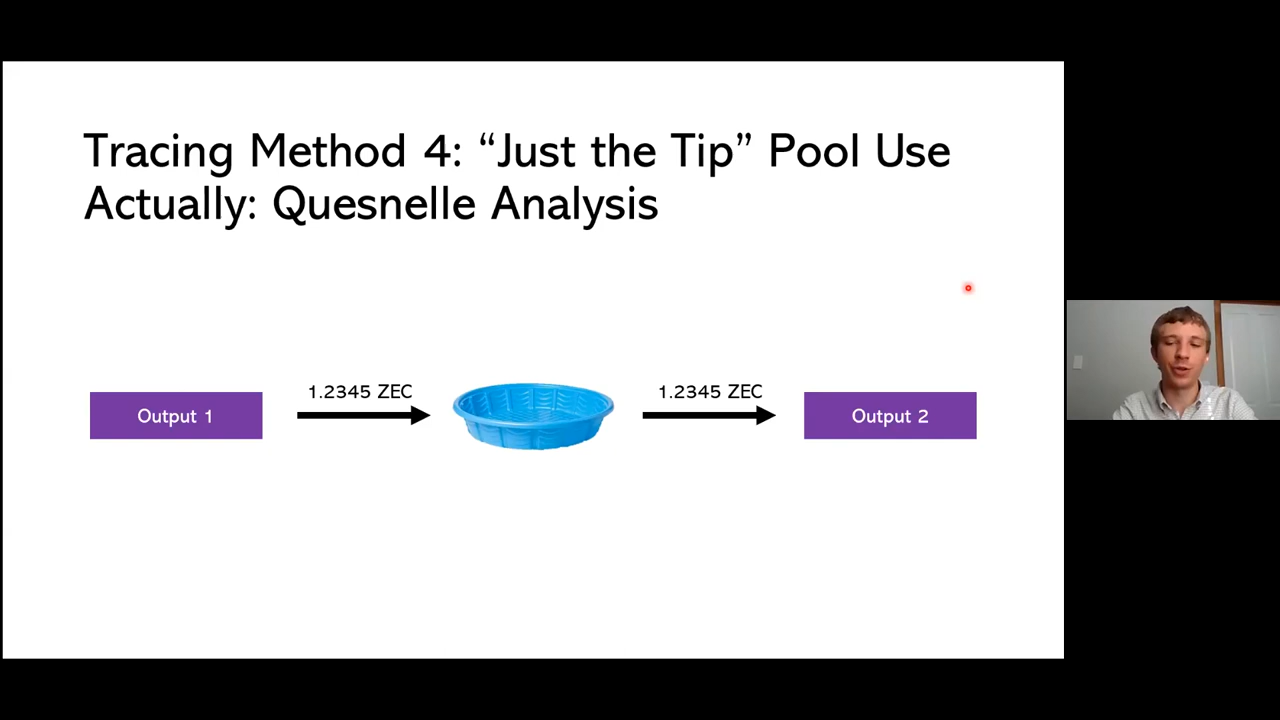 Tracing Method 4: “Just the Tip” Pool Use
Actually: Quesnelle Analysis
Output 1
1.2345 ZEC
1.2345 ZEC
Output 2